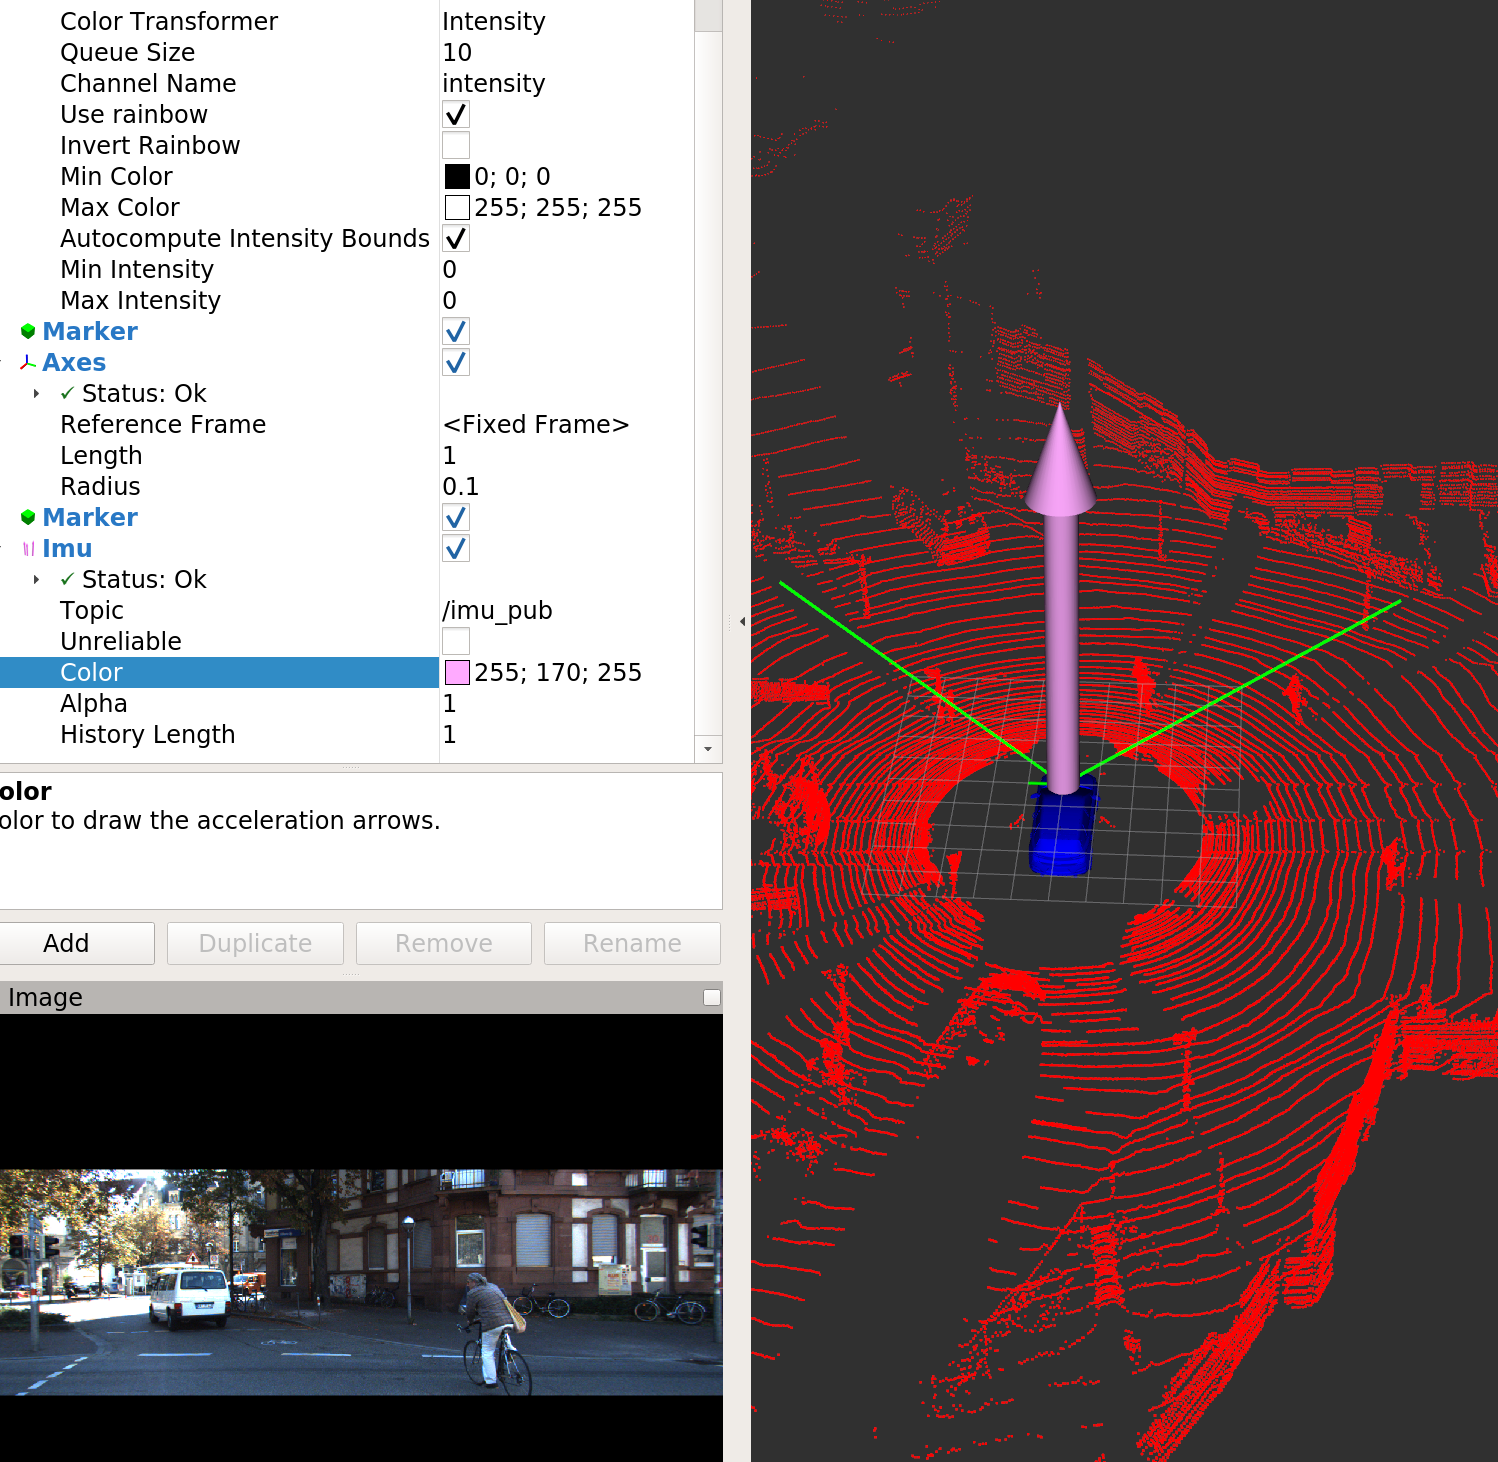 Color Transformer Intensity
Queue Size 10
Channel Name intensity
Use rainbow
Invert Rainbow
Min Color 0; 0; 0
Max Color 255; 255; 255
Autocompute Intensity Bounds
Min Intensity 0
Max Intensity 0
Marker
Axes
Status: Ok
Reference Frame <Fixed Frame>
Length 1
Radius 0.1
Marker
Imu
Status: Ok
Topic /imu_pub
Unreliable
Color 255; 170; 255
Alpha 1
History Length 1
olor
olor to draw the acceleration arrows.
Add Duplicate Remove Rename
Image